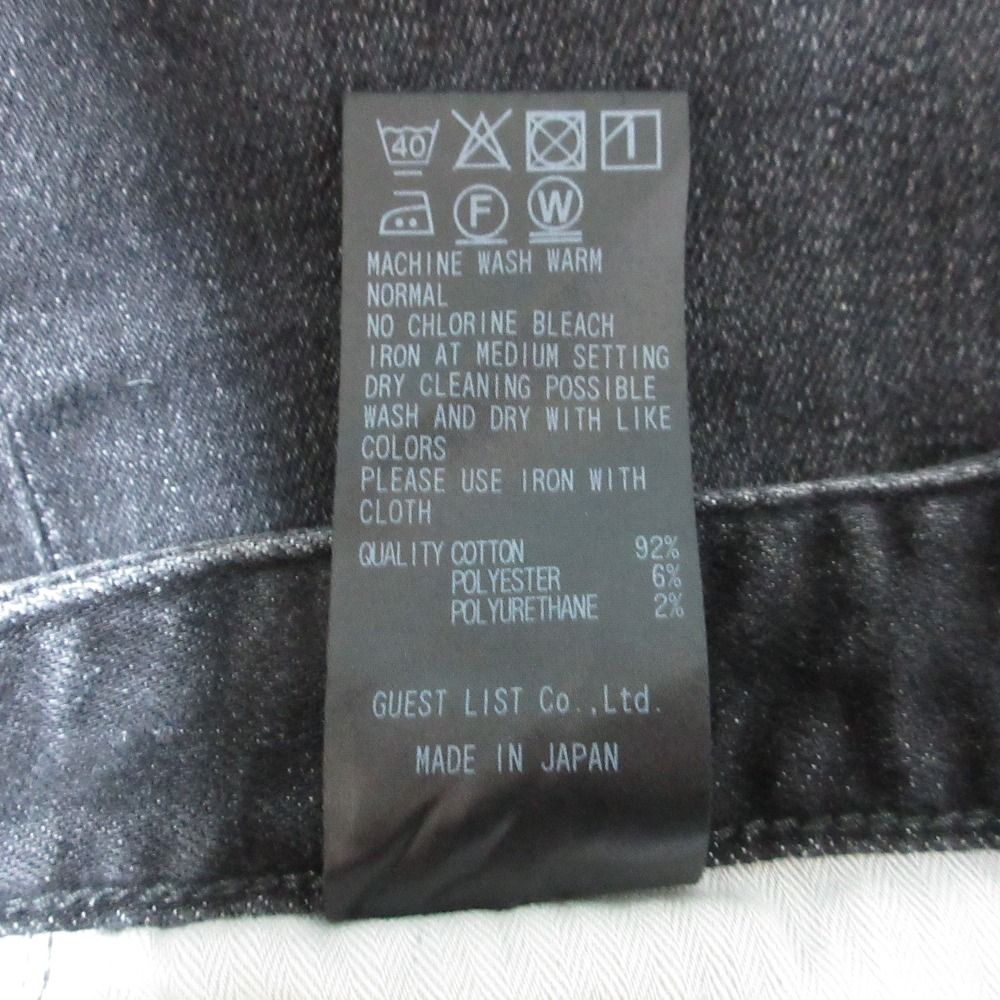 40
F W
MACHINE WASH WARM
NORMAL
NO CHLORINE BLEACH
IRON AT MEDIUM SETTING
DRY CLEANING POSSIBLE
WASH AND DRY WITH LIKE
COLORS
PLEASE USE IRON WITH
CLOTH
QUALITY COTTON 92%
POLYESTER 6%
POLYURETHANE 2%
GUEST LIST Co.,Ltd.
MADE IN JAPAN